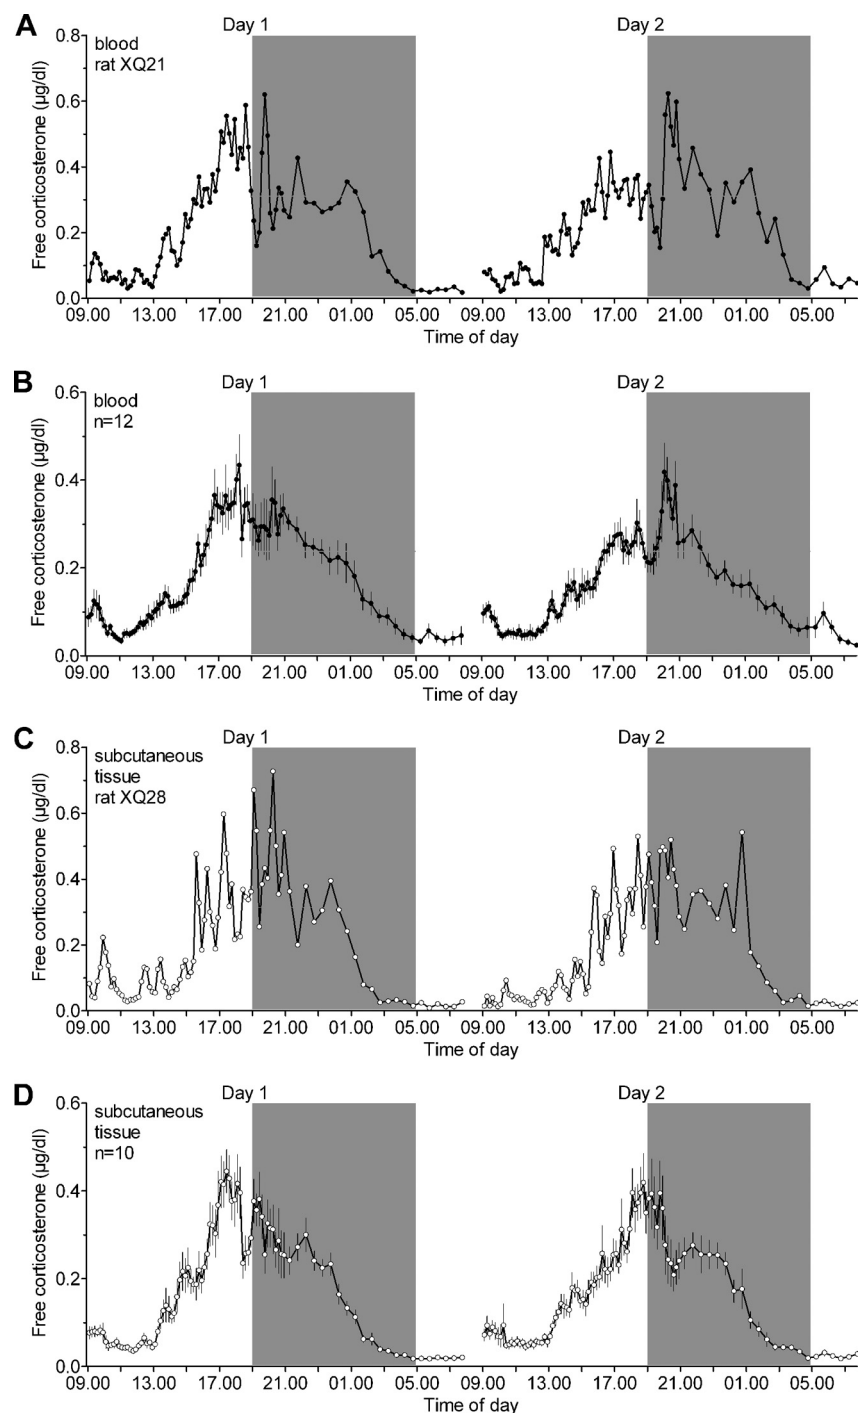 A
Day 1
Day 2
blood
rat XQ21
Free corticosterone (µg/dl)
0.8
0.6
0.4
0.2
0.0
09.00 13.00 17.00 21.00 01.00 05.00 09.00 13.00 17.00 21.00 01.00 05.00
Time of day
B
Day 1
Day 2
blood
n=12
Free corticosterone (µg/dl)
0.6
0.4
0.2
0.0
09.00 13.00 17.00 21.00 01.00 05.00 09.00 13.00 17.00 21.00 01.00 05.00
Time of day
C
Day 1
Day 2
subcutaneous
tissue
rat XQ28
Free corticosterone (µg/dl)
0.8
0.6
0.4
0.2
0.0
09.00 13.00 17.00 21.00 01.00 05.00 09.00 13.00 17.00 21.00 01.00 05.00
Time of day
D
Day 1
Day 2
subcutaneous
tissue
n=10
Free corticosterone (µg/dl)
0.6
0.4
0.2
0.0
09.00 13.00 17.00 21.00 01.00 05.00 09.00 13.00 17.00 21.00 01.00 05.00
Time of day